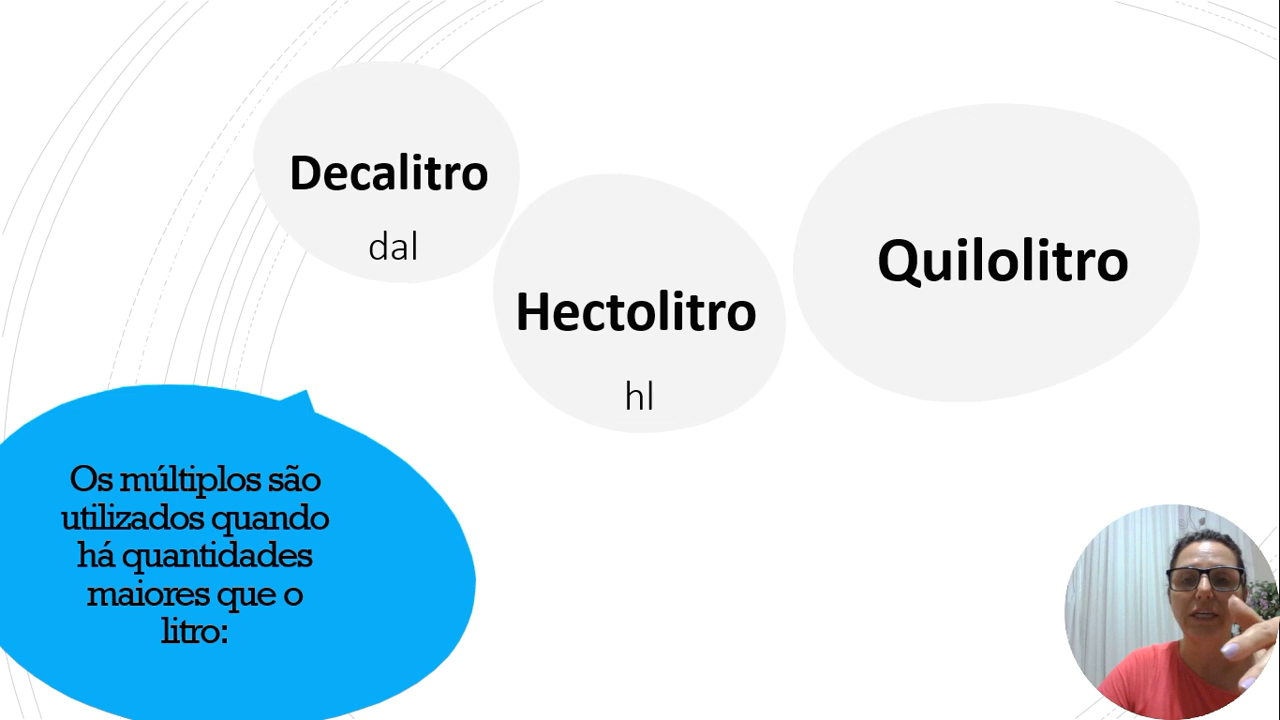 Decalitro
dal
Hectolitro
hl
Quilolitro
Os múltiplos são
utilizados quando
há quantidades
maiores que o
litro: